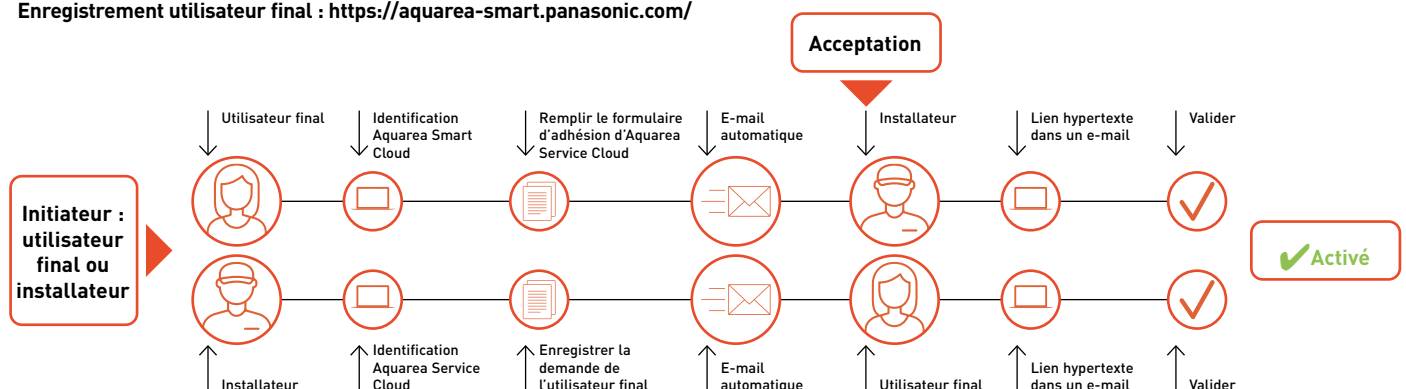 Enregistrement utilisateur final : https://aquarea-smart.panasonic.com/
Acceptation
Utilisateur final
Identification
Aquarea Smart
Cloud
Remplir le formulaire
d'adhésion d'Aquarea
Service Cloud
E-mail
automatique
Installateur
Lien hypertexte
dans un e-mail
Valider
Initiateur :
utilisateur
final ou
installateur
Activé
Installateur
Identification
Aquarea Service
Cloud
Enregistrer la
demande de
l'utilisateur final
E-mail
automatique
Utilisateur final
Lien hypertexte
dans un e-mail
Valider